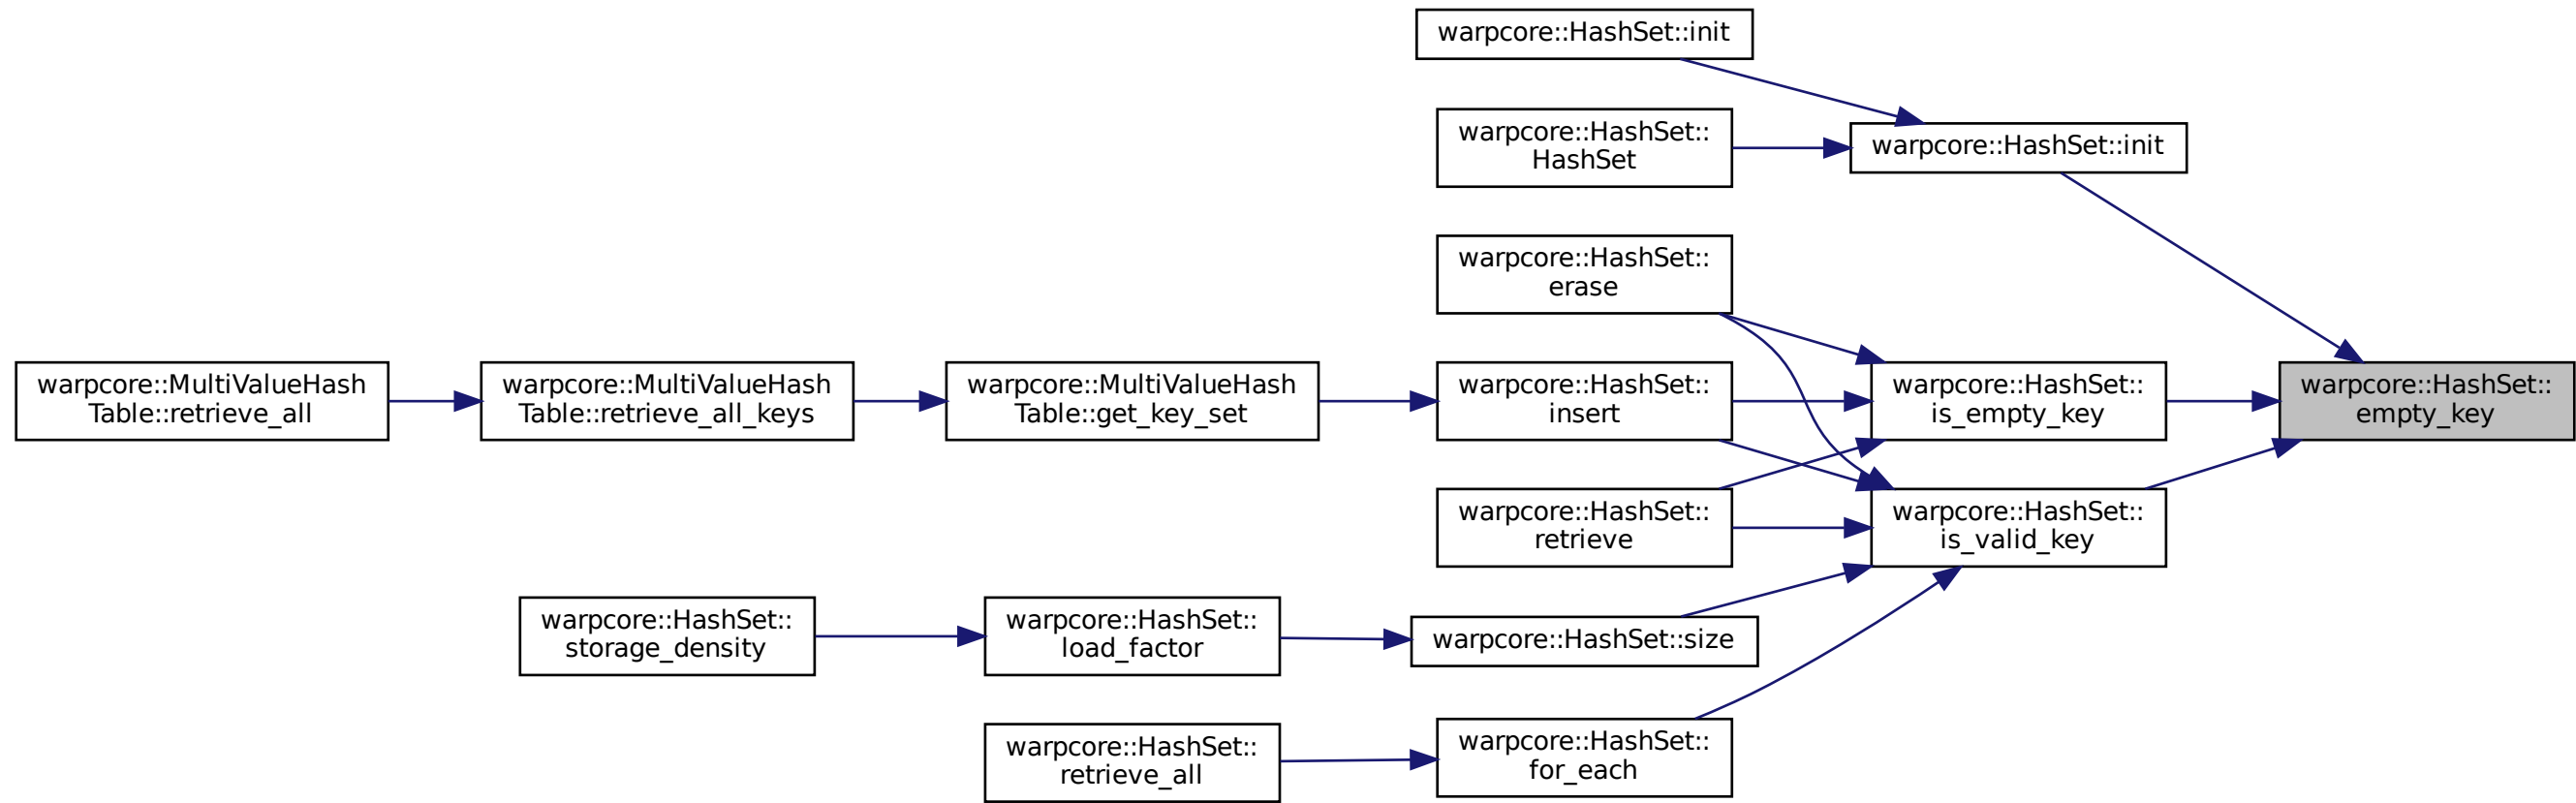 warpcore::HashSet::init
warpcore::HashSet::
HashSet
warpcore::HashSet::init
warpcore::HashSet::
erase
warpcore::MultiValueHash
Table::retrieve_all
warpcore::MultiValueHash
Table::retrieve_all_keys
warpcore::MultiValueHash
Table::get_key_set
warpcore::HashSet::
insert
warpcore::HashSet::
is_empty_key
warpcore::HashSet::
empty_key
warpcore::HashSet::
retrieve
warpcore::HashSet::
is_valid_key
warpcore::HashSet::
storage_density
warpcore::HashSet::
load_factor
warpcore::HashSet::size
warpcore::HashSet::
retrieve_all
warpcore::HashSet::
for_each